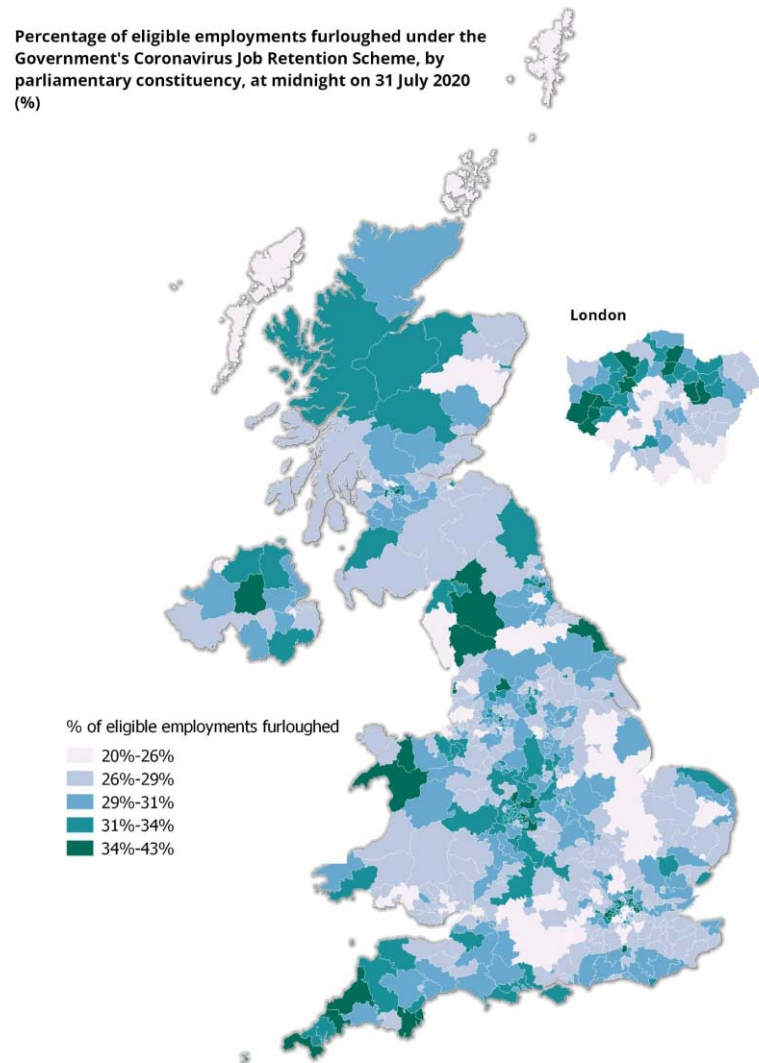 Percentage of eligible employments furloughed under the
Government's Coronavirus Job Retention Scheme, by
parliamentary constituency, at midnight on 31 July 2020
(%)
London
% of eligible employments furloughed
20%-26%
26%-29%
29%-31%
31%-34%
34%-43%